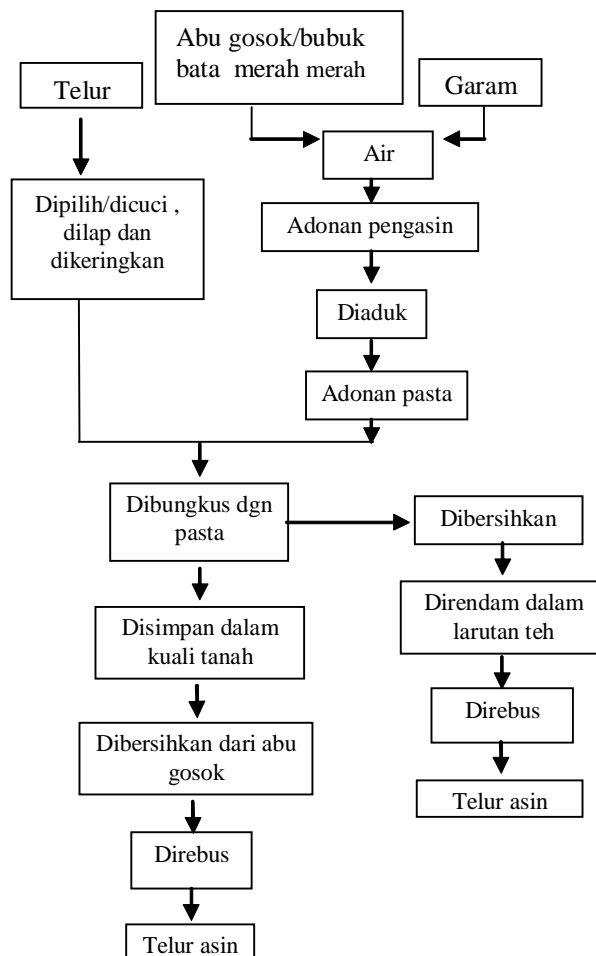 Telur
Abu gosok/bubuk
bata merah merah
Garam
Air
Dipilih/dicuci ,
dilap dan
dikeringkan
Adonan pengasin
Diaduk
Adonan pasta
Dibungkus dgn
pasta
Dibersihkan
Disimpan dalam
kuali tanah
Direndam dalam
larutan teh
Dibersihkan dari abu
gosok
Direbus
Telur asin
Direbus
Telur asin